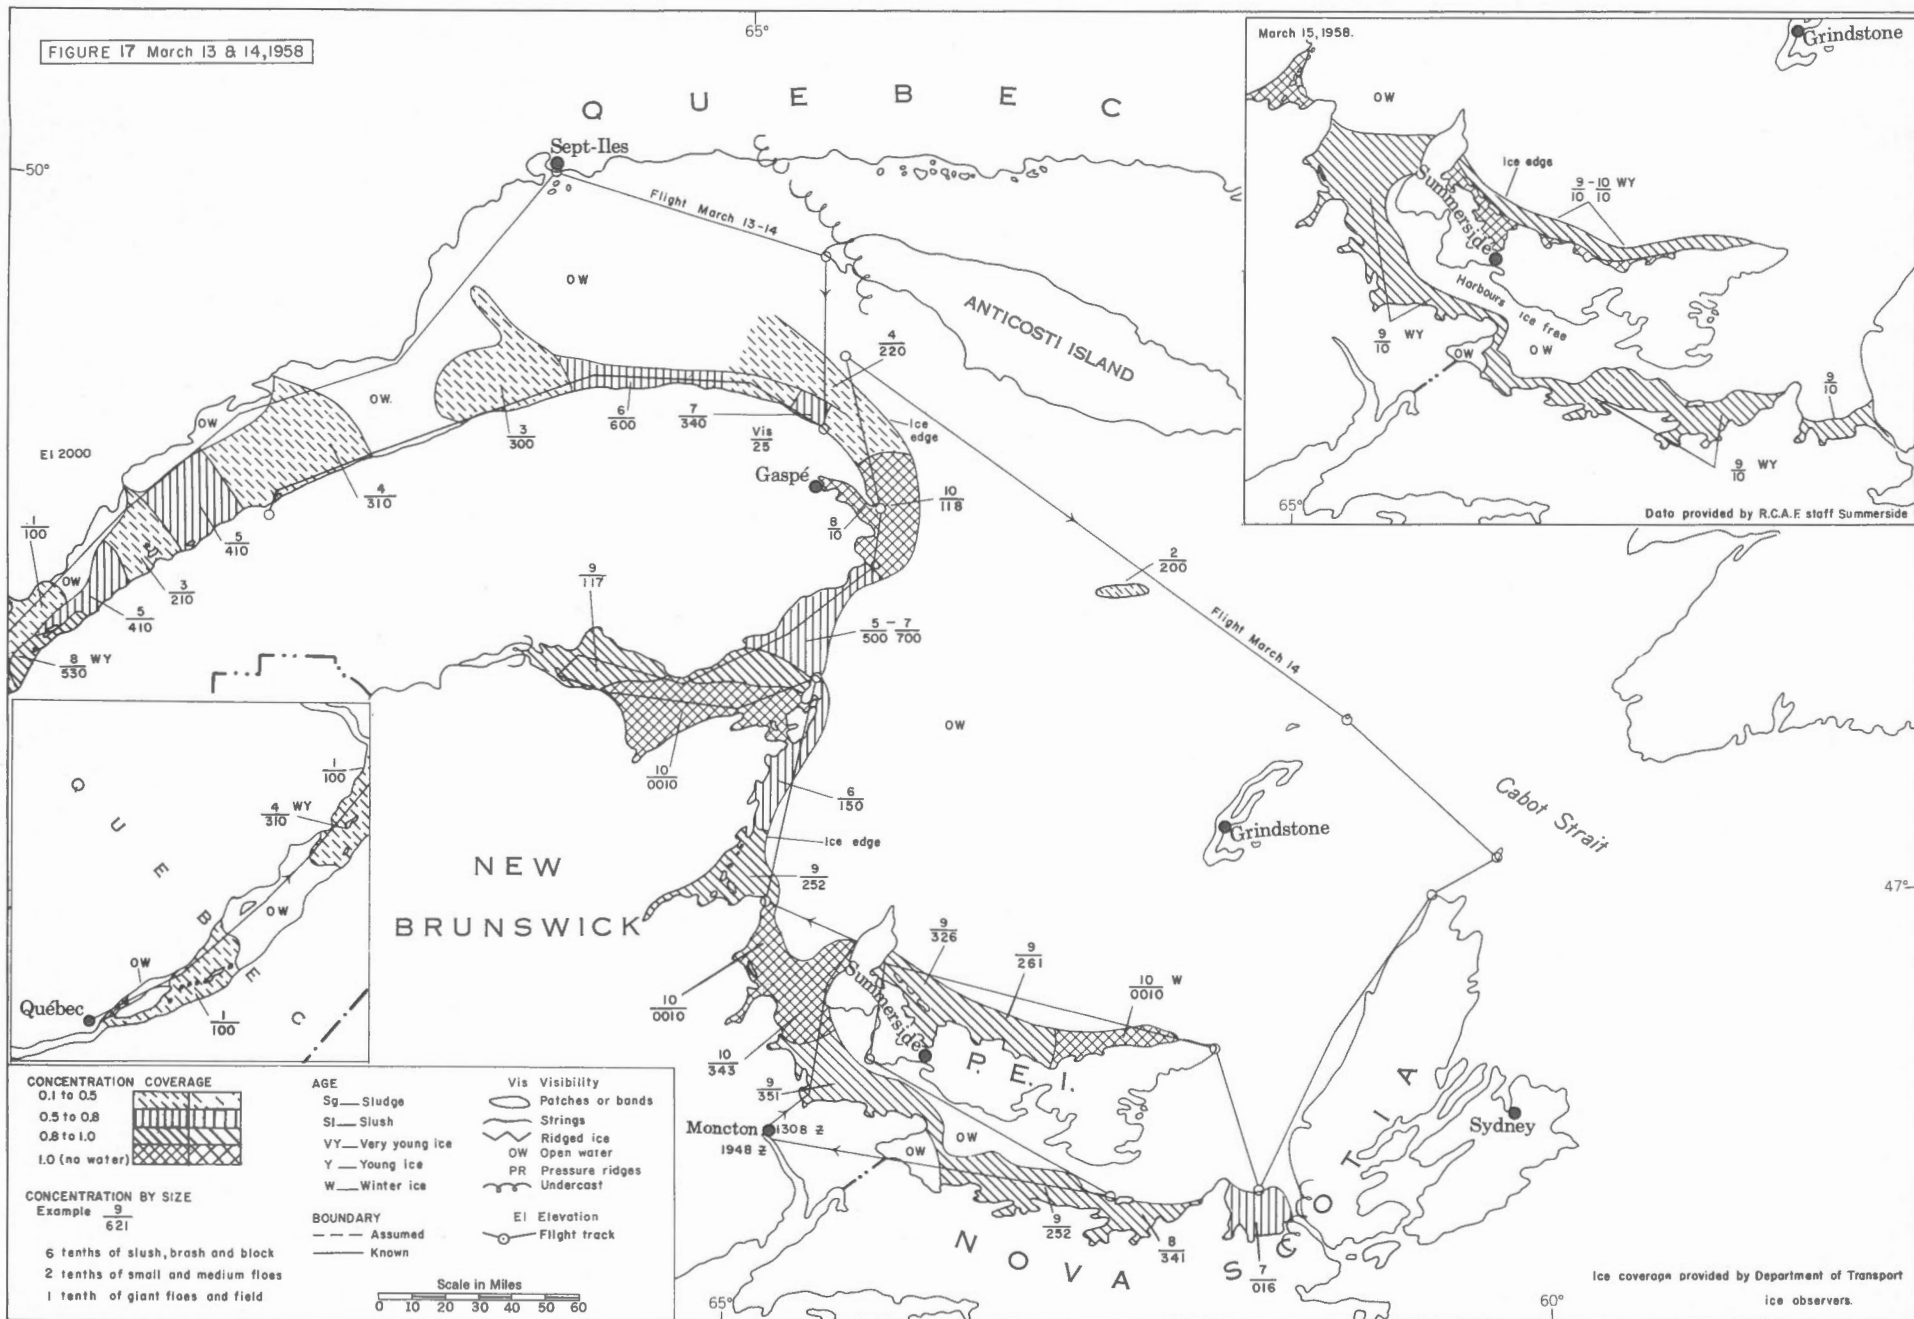 FIGURE 17 March 13 & 14, 1958
65°
March 15, 1958.
Grindstone
OW
Ice edge
9/10 - 10/10 WY
Summerside
Harbours ice free
OW
OW
9/10 WY
9/10
9/10 WY
65°
Data provided by R.C.A.F. staff Summerside
QUEBEC
50°
Sept-Iles
Flight March 13-14
OW
ANTICOSTI ISLAND
4/220
OW.
OW
6/600
7/340
3/300
Vis/25
Ice edge
El 2000
4/310
Gaspé
10/118
8/10
.1/100
5/410
OW
3/210
5/410
9/117
2/200
5/500 - 7/700
Flight March 14
8/530 WY
OW
10/0010
6/150
Cabot Strait
Ice edge
Grindstone
NEW
BRUNSWICK
9/252
47°
9/326
9/261
10/0010 W
Summerside
10/0010
10/343
P.E.I.
9/351
Moncton
1308 Z
1948 Z
OW
OW
Sydney
9/252
8/341
7/016
NOVA SCOTIA
65°
60°
Ice coverage provided by Department of Transport
ice observers.
QUEBEC
1/100
4/310 WY
OW
OW
Québec
1/100
CONCENTRATION COVERAGE
0.1 to 0.5
0.5 to 0.8
0.8 to 1.0
1.0 (no water)
CONCENTRATION BY SIZE
Example 9/621
6 tenths of slush, brash and block
2 tenths of small and medium floes
1 tenth of giant floes and field
AGE
Sg__Sludge
Sl__Slush
VY__Very young ice
Y__Young ice
W__Winter ice
BOUNDARY
Assumed
Known
Vis Visibility
Patches or bands
Strings
Ridged ice
OW Open water
PR Pressure ridges
Undercast
El Elevation
Flight track
Scale in Miles
0 10 20 30 40 50 60